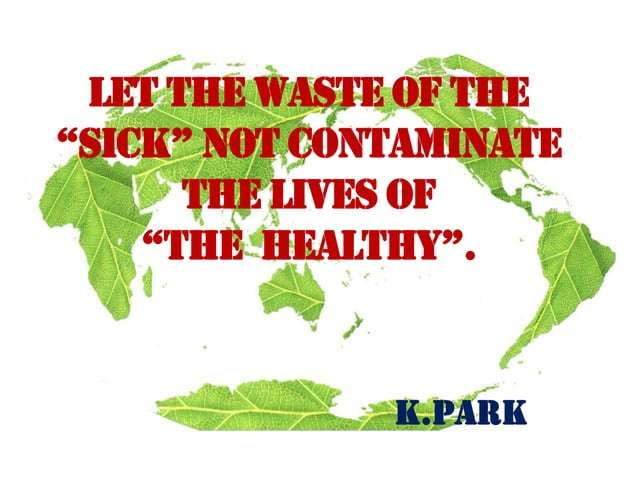 LET THE WASTE OF THE
“SICK” NOT CONTAMINATE
THE LIVES OF
“THE HEALTHY”.
K.PARK